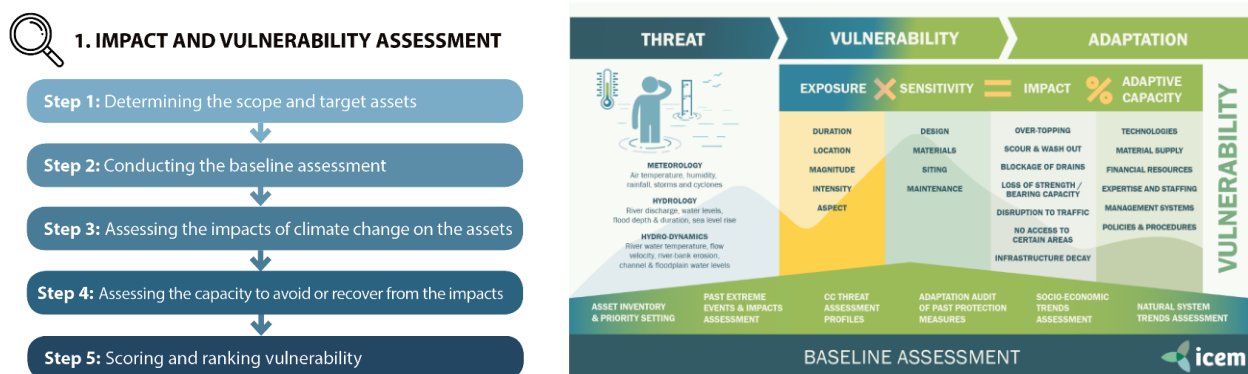 1. IMPACT AND VULNERABILITY ASSESSMENT
Step 1: Determining the scope and target assets
Step 2: Conducting the baseline assessment
Step 3: Assessing the impacts of climate change on the assets
Step 4: Assessing the capacity to avoid or recover from the impacts
Step 5: Scoring and ranking vulnerability
THREAT
VULNERABILITY
ADAPTATION
METEOROLOGY
Air temperature, humidity,
rainfall, storms and cyclones
HYDROLOGY
River discharge, water levels,
flood depth & duration, sea level rise
HYDRO-DYNAMICS
River water temperature, flow
velocity, river-bank erosion,
channel & floodplain water levels
EXPOSURE
×
SENSITIVITY
=
IMPACT
%
ADAPTIVE
CAPACITY
DURATION
LOCATION
MAGNITUDE
INTENSITY
ASPECT
DESIGN
MATERIALS
SITING
MAINTENANCE
OVER-TOPPING
SCOUR & WASH OUT
BLOCKAGE OF DRAINS
LOSS OF STRENGTH /
BEARING CAPACITY
DISRUPTION TO TRAFFIC
NO ACCESS TO
CERTAIN AREAS
INFRASTRUCTURE DECAY
TECHNOLOGIES
MATERIAL SUPPLY
FINANCIAL RESOURCES
EXPERTISE AND STAFFING
MANAGEMENT SYSTEMS
POLICIES & PROCEDURES
VULNERABILITY
ASSET INVENTORY
& PRIORITY SETTING
PAST EXTREME
EVENTS & IMPACTS
ASSESSMENT
CC THREAT
ASSESSMENT
PROFILES
ADAPTATION AUDIT
OF PAST PROTECTION
MEASURES
SOCIO-ECONOMIC
TRENDS
ASSESSMENT
NATURAL SYSTEM
TRENDS ASSESSMENT
BASELINE ASSESSMENT
icem